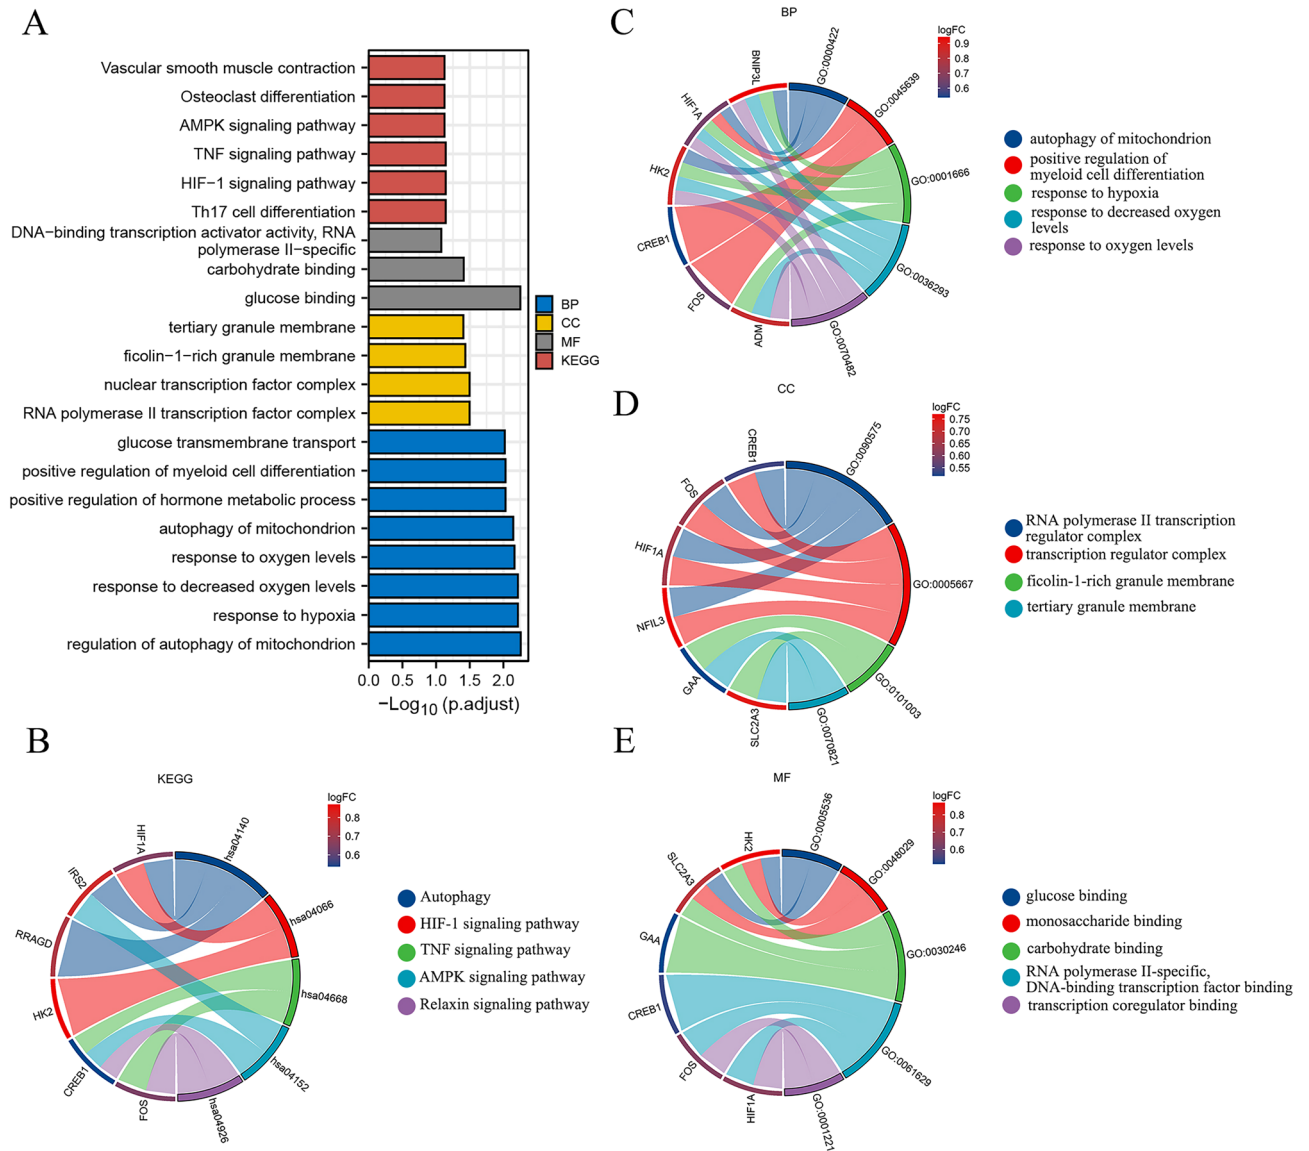 A
Vascular smooth muscle contraction
Osteoclast differentiation
AMPK signaling pathway
TNF signaling pathway
HIF−1 signaling pathway
Th17 cell differentiation
DNA−binding transcription activator activity, RNA
polymerase II−specific
carbohydrate binding
glucose binding
tertiary granule membrane
ficolin−1−rich granule membrane
nuclear transcription factor complex
RNA polymerase II transcription factor complex
glucose transmembrane transport
positive regulation of myeloid cell differentiation
positive regulation of hormone metabolic process
autophagy of mitochondrion
response to oxygen levels
response to decreased oxygen levels
response to hypoxia
regulation of autophagy of mitochondrion
0.0 0.5 1.0 1.5 2.0
−Log10 (p.adjust)
BP
CC
MF
KEGG
B
KEGG
logFC
0.8
0.7
0.6
HIF1A
IRS2
RRAGD
HK2
CREB1
FOS
hsa04140
hsa04066
hsa04668
hsa04152
hsa04926
Autophagy
HIF-1 signaling pathway
TNF signaling pathway
AMPK signaling pathway
Relaxin signaling pathway
C
BP
logFC
0.9
0.8
0.7
0.6
BNIP3L
HIF1A
HK2
CREB1
FOS
ADM
GO:0000422
GO:0045639
GO:0001666
GO:0036293
GO:0070482
autophagy of mitochondrion
positive regulation of
myeloid cell differentiation
response to hypoxia
response to decreased oxygen
levels
response to oxygen levels
D
CC
logFC
0.75
0.70
0.65
0.60
0.55
CREB1
FOS
HIF1A
NFIL3
GAA
SLC2A3
GO:0090575
GO:0005667
GO:0101003
GO:0070821
RNA polymerase II transcription
regulator complex
transcription regulator complex
ficolin-1-rich granule membrane
tertiary granule membrane
E
MF
logFC
0.8
0.7
0.6
HK2
SLC2A3
GAA
CREB1
FOS
HIF1A
GO:0005536
GO:0048029
GO:0030246
GO:0061629
GO:0001221
glucose binding
monosaccharide binding
carbohydrate binding
RNA polymerase II-specific,
DNA-binding transcription factor binding
transcription coregulator binding